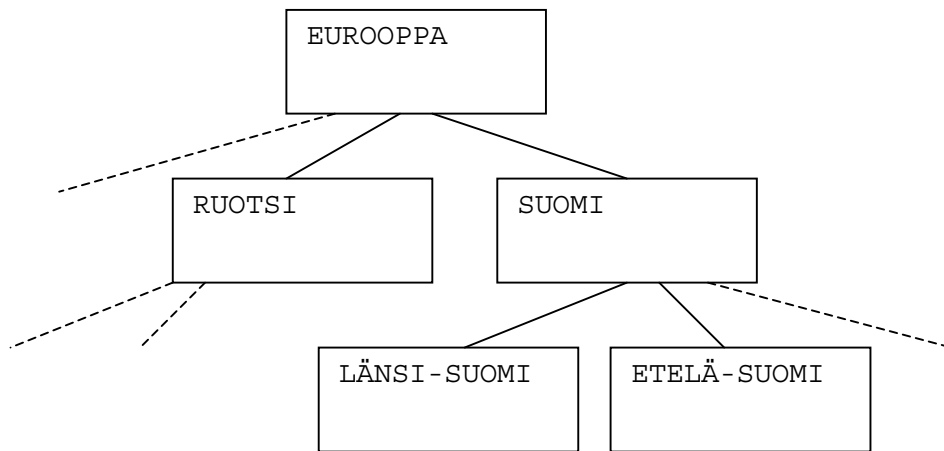 EUROOPPA
RUOTSI
SUOMI
LÄNSI-SUOMI
ETELÄ-SUOMI